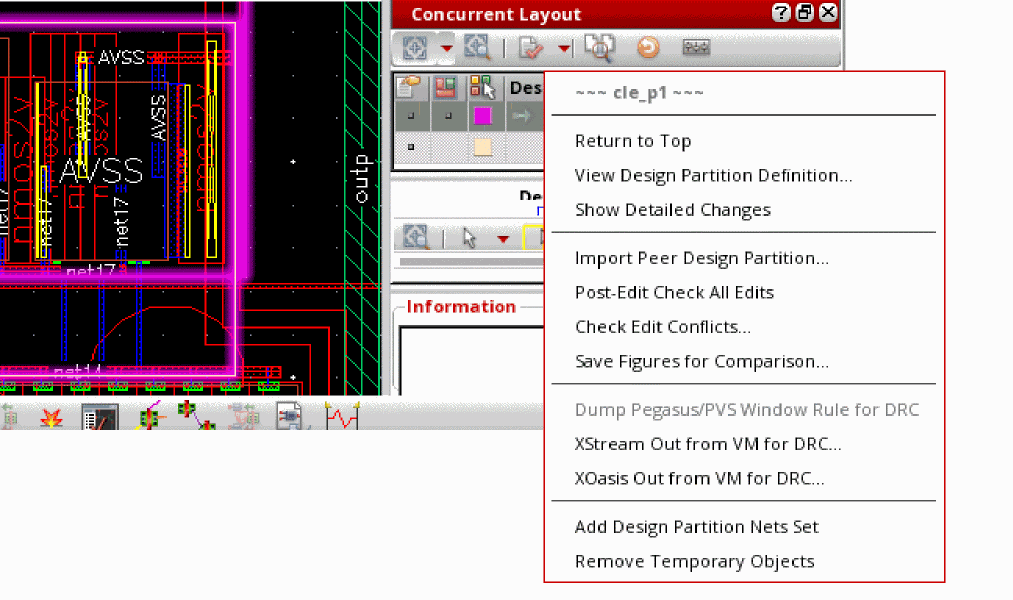 Concurrent Layout
AVSS
AVSS
AVSS
AVSS
nmos2v
outp
net17
net17
net17
net14
Des
De
~~~ cle_p1 ~~~
Return to Top
View Design Partition Definition...
Show Detailed Changes
Import Peer Design Partition...
Post-Edit Check All Edits
Check Edit Conflicts...
Save Figures for Comparison...
Information
Dump Pegasus/PVS Window Rule for DRC
XStream Out from VM for DRC...
XOasis Out from VM for DRC...
Add Design Partition Nets Set
Remove Temporary Objects